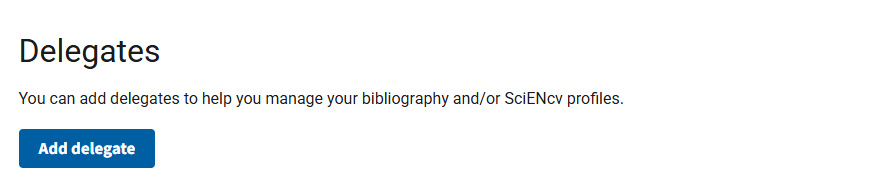 Delegates
You can add delegates to help you manage your bibliography and/or SciENcv profiles.
Add delegate